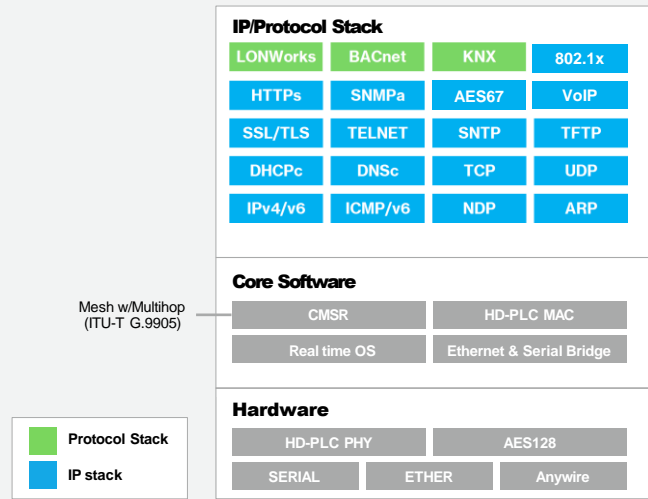 IP/Protocol Stack
LONWorks BACnet KNX 802.1x
HTTPs SNMPa AES67 VoIP
SSL/TLS TELNET SNTP TFTP
DHCPc DNSc TCP UDP
IPv4/v6 ICMP/v6 NDP ARP
Core Software
Mesh w/Multihop
(ITU-T G.9905)
CMSR HD-PLC MAC
Real time OS Ethernet & Serial Bridge
Hardware
HD-PLC PHY AES128
SERIAL ETHER Anywire
Protocol Stack
IP stack